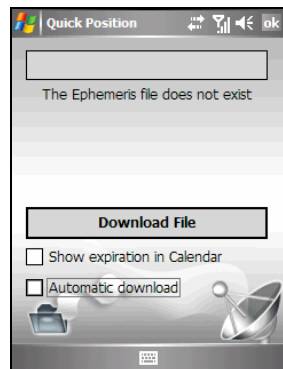 Quick Position ok
The Ephemeris file does not exist
Download File
Show expiration in Calendar
Automatic download